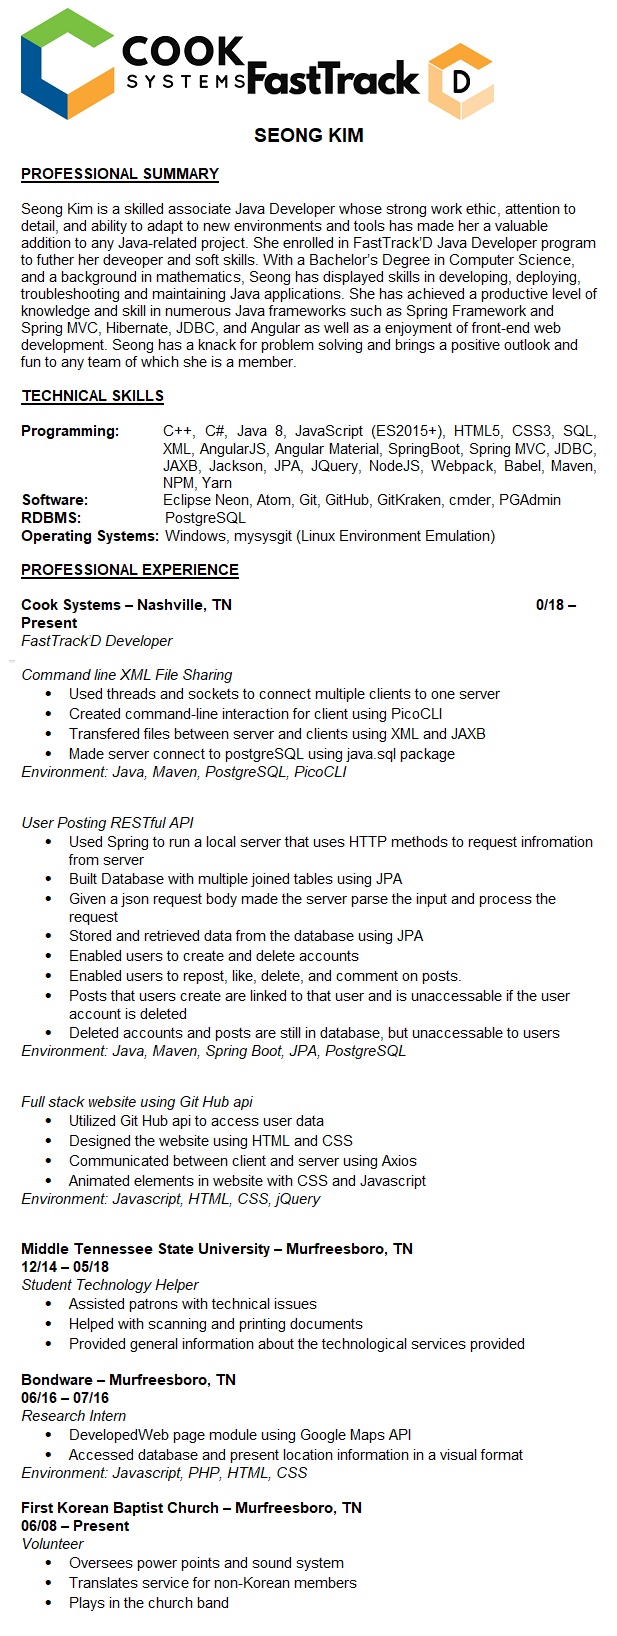 COOK
SYSTEMS
FastTrack D
SEONG KIM
PROFESSIONAL SUMMARY
Seong Kim is a skilled associate Java Developer whose strong work ethic, attention to
detail, and ability to adapt to new environments and tools has made her a valuable
addition to any Java-related project. She enrolled in FastTrack'D Java Developer program
to futher her deveoper and soft skills. With a Bachelor's Degree in Computer Science,
and a background in mathematics, Seong has displayed skills in developing, deploying,
troubleshooting and maintaining Java applications. She has achieved a productive level of
knowledge and skill in numerous Java frameworks such as Spring Framework and
Spring MVC, Hibernate, JDBC, and Angular as well as a enjoyment of front-end web
development. Seong has a knack for problem solving and brings a positive outlook and
fun to any team of which she is a member.
TECHNICAL SKILLS
Programming: C++, C#, Java 8, JavaScript (ES2015+), HTML5, CSS3, SQL,
XML, AngularJS, Angular Material, SpringBoot, Spring MVC, JDBC,
JAXB, Jackson, JPA, JQuery, NodeJS, Webpack, Babel, Maven,
NPM, Yarn
Software: Eclipse Neon, Atom, Git, GitHub, GitKraken, cmder, PGAdmin
RDBMS: PostgreSQL
Operating Systems: Windows, mysysgit (Linux Environment Emulation)
PROFESSIONAL EXPERIENCE
Cook Systems – Nashville, TN 0/18 –
Present
FastTrack'D Developer
Command line XML File Sharing
• Used threads and sockets to connect multiple clients to one server
• Created command-line interaction for client using PicoCLI
• Transfered files between server and clients using XML and JAXB
• Made server connect to postgreSQL using java.sql package
Environment: Java, Maven, PostgreSQL, PicoCLI
User Posting RESTful API
• Used Spring to run a local server that uses HTTP methods to request infromation
from server
• Built Database with multiple joined tables using JPA
• Given a json request body made the server parse the input and process the
request
• Stored and retrieved data from the database using JPA
• Enabled users to create and delete accounts
• Enabled users to repost, like, delete, and comment on posts.
• Posts that users create are linked to that user and is unaccessable if the user
account is deleted
• Deleted accounts and posts are still in database, but unaccessable to users
Environment: Java, Maven, Spring Boot, JPA, PostgreSQL
Full stack website using Git Hub api
• Utilized Git Hub api to access user data
• Designed the website using HTML and CSS
• Communicated between client and server using Axios
• Animated elements in website with CSS and Javascript
Environment: Javascript, HTML, CSS, jQuery
Middle Tennessee State University – Murfreesboro, TN
12/14 – 05/18
Student Technology Helper
• Assisted patrons with technical issues
• Helped with scanning and printing documents
• Provided general information about the technological services provided
Bondware – Murfreesboro, TN
06/16 – 07/16
Research Intern
• DevelopedWeb page module using Google Maps API
• Accessed database and present location information in a visual format
Environment: Javascript, PHP, HTML, CSS
First Korean Baptist Church – Murfreesboro, TN
06/08 – Present
Volunteer
• Oversees power points and sound system
• Translates service for non-Korean members
• Plays in the church band